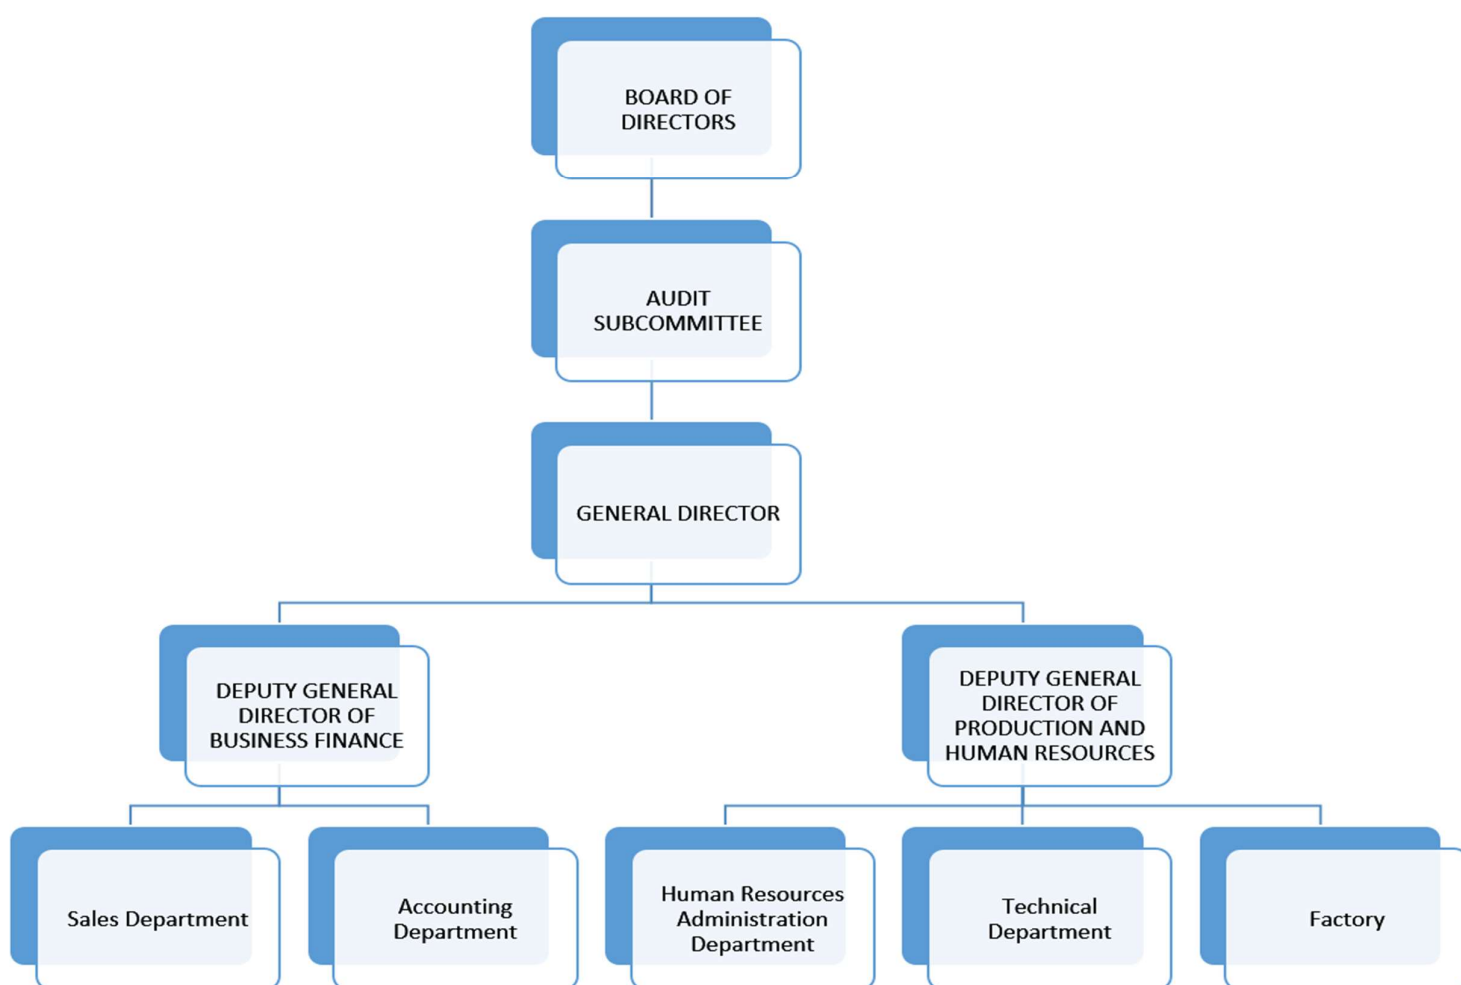 BOARD OF
DIRECTORS
AUDIT
SUBCOMMITTEE
GENERAL DIRECTOR
DEPUTY GENERAL
DIRECTOR OF
BUSINESS FINANCE
DEPUTY GENERAL
DIRECTOR OF
PRODUCTION AND
HUMAN RESOURCES
Sales Department
Accounting
Department
Human Resources
Administration
Department
Technical
Department
Factory